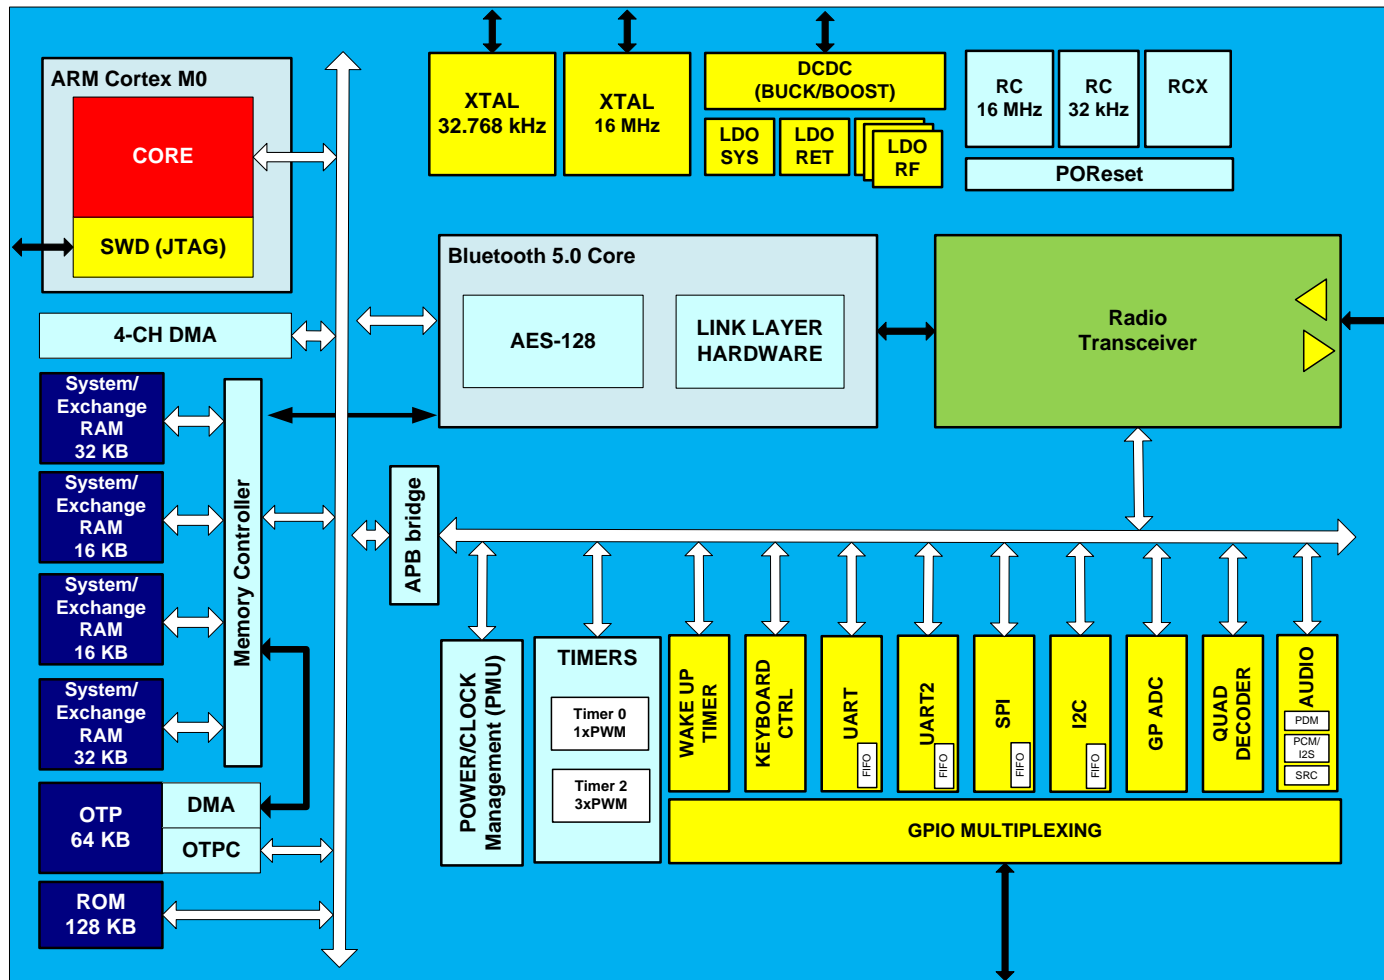 ARM Cortex M0
CORE
SWD (JTAG)
XTAL
32.768 kHz
XTAL
16 MHz
DCDC
(BUCK/BOOST)
LDO
SYS
LDO
RET
LDO
RF
RC
16 MHz
RC
32 kHz
RCX
POReset
4-CH DMA
Bluetooth 5.0 Core
AES-128
LINK LAYER
HARDWARE
Radio
Transceiver
System/
Exchange
RAM
32 KB
System/
Exchange
RAM
16 KB
System/
Exchange
RAM
16 KB
System/
Exchange
RAM
32 KB
Memory Controller
OTP
64 KB
DMA
OTPC
ROM
128 KB
APB bridge
POWER/CLOCK
Management (PMU)
TIMERS
Timer 0
1xPWM
Timer 2
3xPWM
WAKE UP
TIMER
KEYBOARD
CTRL
UART
FIFO
UART2
FIFO
SPI
FIFO
I2C
FIFO
GP ADC
QUAD
DECODER
AUDIO
PDM
PCM/
I2S
SRC
GPIO MULTIPLEXING